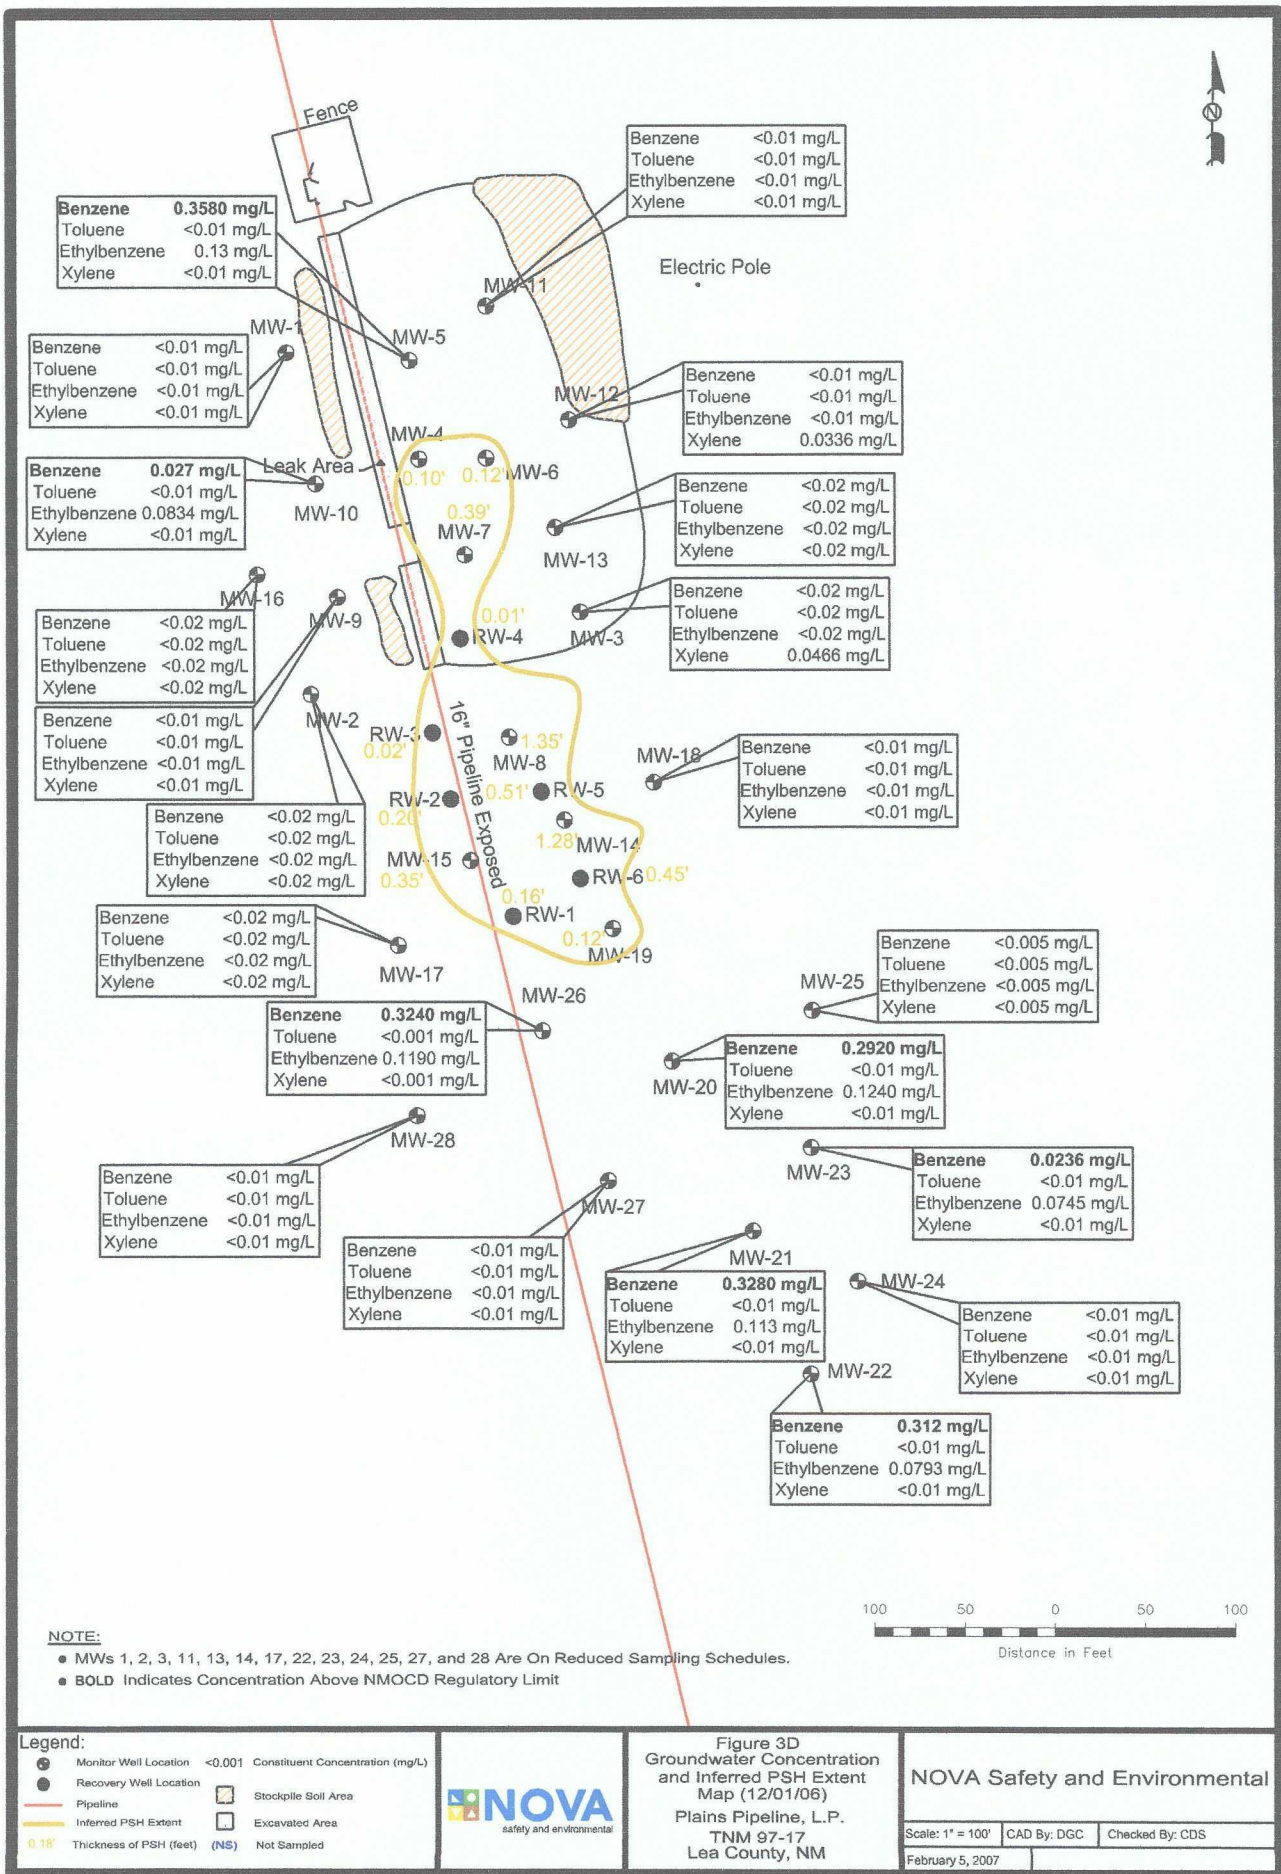 Fence
N
Benzene <0.01 mg/L
Toluene <0.01 mg/L
Ethylbenzene <0.01 mg/L
Xylene <0.01 mg/L
Benzene 0.3580 mg/L
Toluene <0.01 mg/L
Ethylbenzene 0.13 mg/L
Xylene <0.01 mg/L
Electric Pole
MW-11
MW-1
MW-5
Benzene <0.01 mg/L
Toluene <0.01 mg/L
Ethylbenzene <0.01 mg/L
Xylene <0.01 mg/L
MW-12
Benzene <0.01 mg/L
Toluene <0.01 mg/L
Ethylbenzene <0.01 mg/L
Xylene 0.0336 mg/L
MW-4
0.10'
0.12'
MW-6
Leak Area
Benzene 0.027 mg/L
Toluene <0.01 mg/L
Ethylbenzene 0.0834 mg/L
Xylene <0.01 mg/L
MW-10
0.39'
MW-7
MW-13
Benzene <0.02 mg/L
Toluene <0.02 mg/L
Ethylbenzene <0.02 mg/L
Xylene <0.02 mg/L
MW-16
MW-9
0.01'
RW-4
MW-3
Benzene <0.02 mg/L
Toluene <0.02 mg/L
Ethylbenzene <0.02 mg/L
Xylene 0.0466 mg/L
Benzene <0.02 mg/L
Toluene <0.02 mg/L
Ethylbenzene <0.02 mg/L
Xylene <0.02 mg/L
MW-2
Benzene <0.01 mg/L
Toluene <0.01 mg/L
Ethylbenzene <0.01 mg/L
Xylene <0.01 mg/L
RW-3
0.02'
16" Pipeline Exposed
1.35'
MW-8
MW-18
Benzene <0.01 mg/L
Toluene <0.01 mg/L
Ethylbenzene <0.01 mg/L
Xylene <0.01 mg/L
RW-2
0.20'
0.51'
RW-5
Benzene <0.02 mg/L
Toluene <0.02 mg/L
Ethylbenzene <0.02 mg/L
Xylene <0.02 mg/L
1.28'
MW-14
MW-15
0.35'
RW-6
0.45'
0.16'
RW-1
0.12'
MW-19
Benzene <0.02 mg/L
Toluene <0.02 mg/L
Ethylbenzene <0.02 mg/L
Xylene <0.02 mg/L
MW-17
MW-26
MW-25
Benzene <0.005 mg/L
Toluene <0.005 mg/L
Ethylbenzene <0.005 mg/L
Xylene <0.005 mg/L
Benzene 0.3240 mg/L
Toluene <0.001 mg/L
Ethylbenzene 0.1190 mg/L
Xylene <0.001 mg/L
MW-20
Benzene 0.2920 mg/L
Toluene <0.01 mg/L
Ethylbenzene 0.1240 mg/L
Xylene <0.01 mg/L
MW-28
MW-23
Benzene 0.0236 mg/L
Toluene <0.01 mg/L
Ethylbenzene 0.0745 mg/L
Xylene <0.01 mg/L
Benzene <0.01 mg/L
Toluene <0.01 mg/L
Ethylbenzene <0.01 mg/L
Xylene <0.01 mg/L
MW-27
Benzene <0.01 mg/L
Toluene <0.01 mg/L
Ethylbenzene <0.01 mg/L
Xylene <0.01 mg/L
MW-21
Benzene 0.3280 mg/L
Toluene <0.01 mg/L
Ethylbenzene 0.113 mg/L
Xylene <0.01 mg/L
MW-24
Benzene <0.01 mg/L
Toluene <0.01 mg/L
Ethylbenzene <0.01 mg/L
Xylene <0.01 mg/L
MW-22
Benzene 0.312 mg/L
Toluene <0.01 mg/L
Ethylbenzene 0.0793 mg/L
Xylene <0.01 mg/L
100 50 0 50 100
Distance in Feet
NOTE:
● MWs 1, 2, 3, 11, 13, 14, 17, 22, 23, 24, 25, 27, and 28 Are On Reduced Sampling Schedules.
● BOLD Indicates Concentration Above NMOCD Regulatory Limit
Legend:
Monitor Well Location
Recovery Well Location
Pipeline
Inferred PSH Extent
0.18' Thickness of PSH (feet)
<0.001 Constituent Concentration (mg/L)
Stockpile Soil Area
Excavated Area
(NS) Not Sampled
NOVA
safety and environmental
Figure 3D
Groundwater Concentration
and Inferred PSH Extent
Map (12/01/06)
Plains Pipeline, L.P.
TNM 97-17
Lea County, NM
NOVA Safety and Environmental
Scale: 1" = 100' CAD By: DGC Checked By: CDS
February 5, 2007